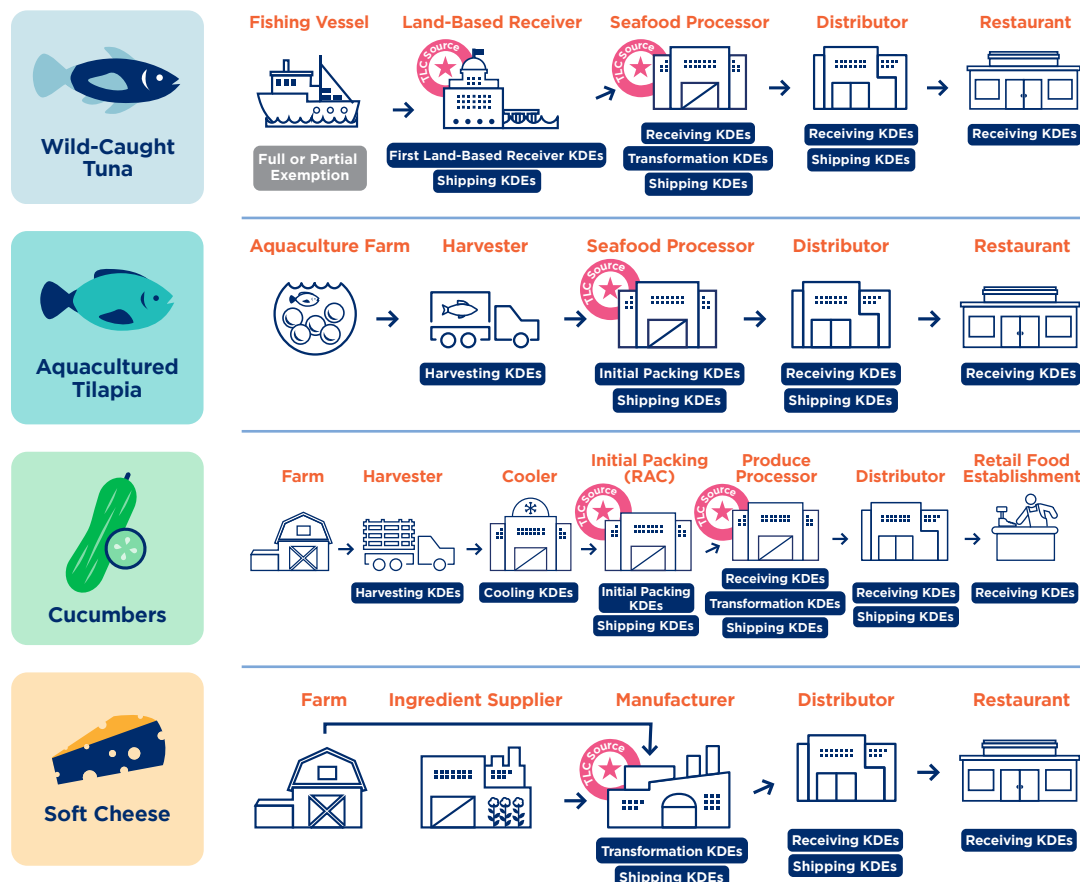 Fishing Vessel
Land-Based Receiver
Seafood Processor
Distributor
Restaurant
TLC Source
TLC Source
Wild-Caught
Tuna
Full or Partial
Exemption
First Land-Based Receiver KDEs
Shipping KDEs
Receiving KDEs
Transformation KDEs
Shipping KDEs
Receiving KDEs
Shipping KDEs
Receiving KDEs
Aquaculture Farm
Harvester
Seafood Processor
Distributor
Restaurant
TLC Source
Aquacultured
Tilapia
Harvesting KDEs
Initial Packing KDEs
Shipping KDEs
Receiving KDEs
Shipping KDEs
Receiving KDEs
Farm
Harvester
Cooler
Initial Packing
(RAC)
Produce
Processor
Distributor
Retail Food
Establishment
TLC Source
TLC Source
Cucumbers
Harvesting KDEs
Cooling KDEs
Initial Packing
KDEs
Shipping KDEs
Receiving KDEs
Transformation KDEs
Shipping KDEs
Receiving KDEs
Shipping KDEs
Receiving KDEs
Farm
Ingredient Supplier
Manufacturer
Distributor
Restaurant
TLC Source
Soft Cheese
Transformation KDEs
Shipping KDEs
Receiving KDEs
Shipping KDEs
Receiving KDEs